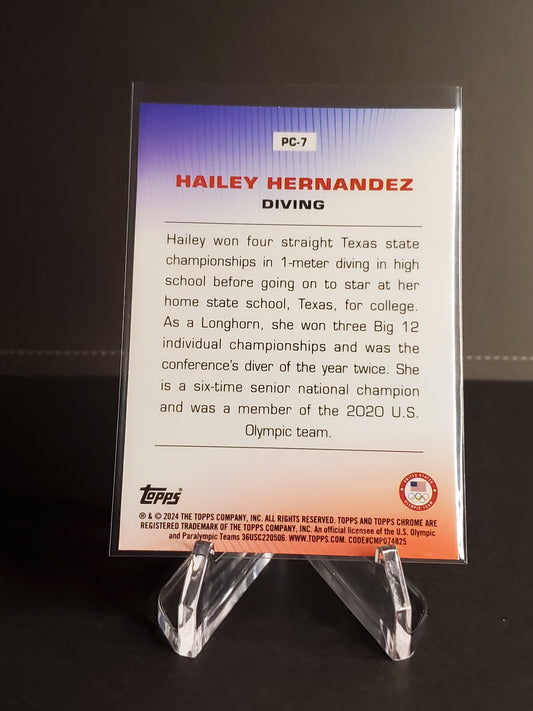 PC-7
HAILEY HERNANDEZ
DIVING
Hailey won four straight Texas state
championships in 1-meter diving in high
school before going on to star at her
home state school, Texas, for college.
As a Longhorn, she won three Big 12
individual championships and was the
conference's diver of the year twice. She
is a six-time senior national champion
and was a member of the 2020 U.S.
Olympic team.
topps
UNITED STATES
OLYMPIC TEAM
® & © 2024 THE TOPPS COMPANY, INC. ALL RIGHTS RESERVED. TOPPS AND TOPPS CHROME ARE
REGISTERED TRADEMARK OF THE TOPPS COMPANY, INC. An official licensee of the U.S. Olympic
and Paralympic Teams 36USC220506. WWW.TOPPS.COM. CODE#CMP074825